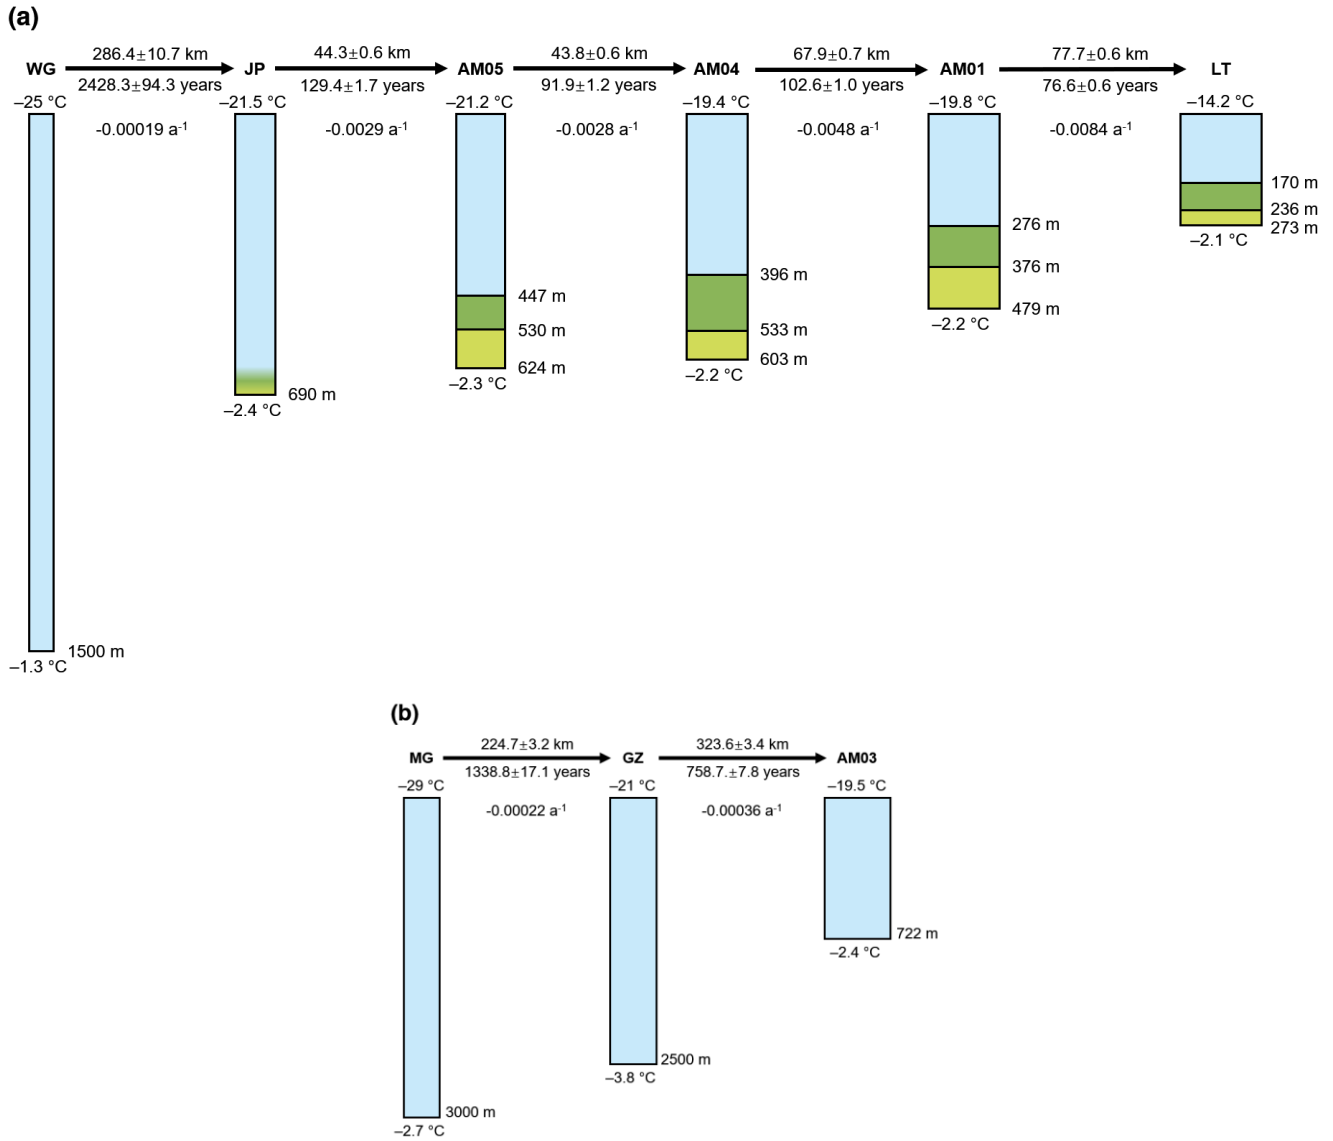 (a)
286.4±10.7 km 44.3±0.6 km 43.8±0.6 km 67.9±0.7 km 77.7±0.6 km
WG JP AM05 AM04 AM01 LT
2428.3±94.3 years 129.4±1.7 years 91.9±1.2 years 102.6±1.0 years 76.6±0.6 years
–25 °C –21.5 °C –21.2 °C –19.4 °C –19.8 °C –14.2 °C
-0.00019 a-1 -0.0029 a-1 -0.0028 a-1 -0.0048 a-1 -0.0084 a-1
170 m
236 m
276 m 273 m
–2.1 °C
376 m
396 m
447 m
479 m
–2.2 °C
530 m 533 m
603 m
624 m
–2.3 °C –2.2 °C
690 m
–2.4 °C
1500 m
–1.3 °C
(b)
224.7±3.2 km 323.6±3.4 km
MG GZ AM03
1338.8±17.1 years 758.7.±7.8 years
–29 °C –21 °C –19.5 °C
-0.00022 a-1 -0.00036 a-1
722 m
–2.4 °C
2500 m
–3.8 °C
3000 m
–2.7 °C